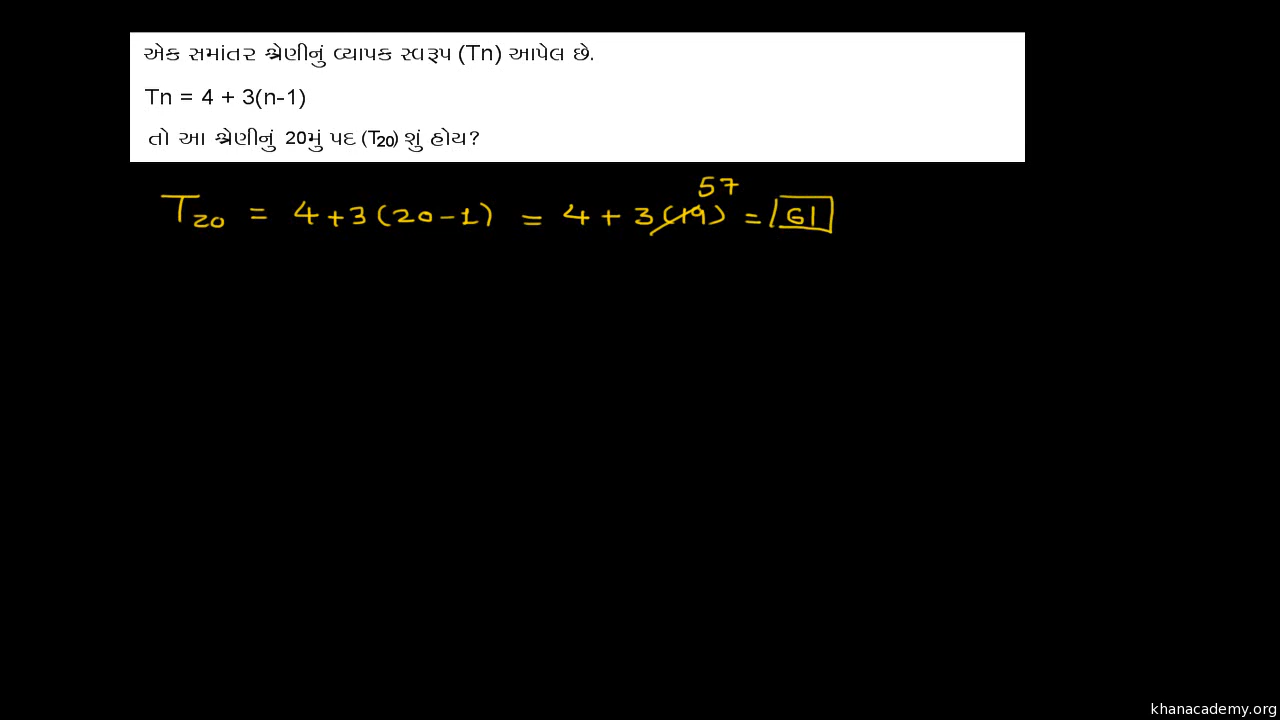 એક સમાંતર શ્રેણીનું વ્યાપક સ્વરૂપ (Tn) આપેલ છે.
Tn = 4 + 3(n-1)
તો આ શ્રેણીનું 20મું પદ (T20) શું હોય?
57
T20 = 4+3(20-1) = 4 + 3(19) = 61
khanacademy.org